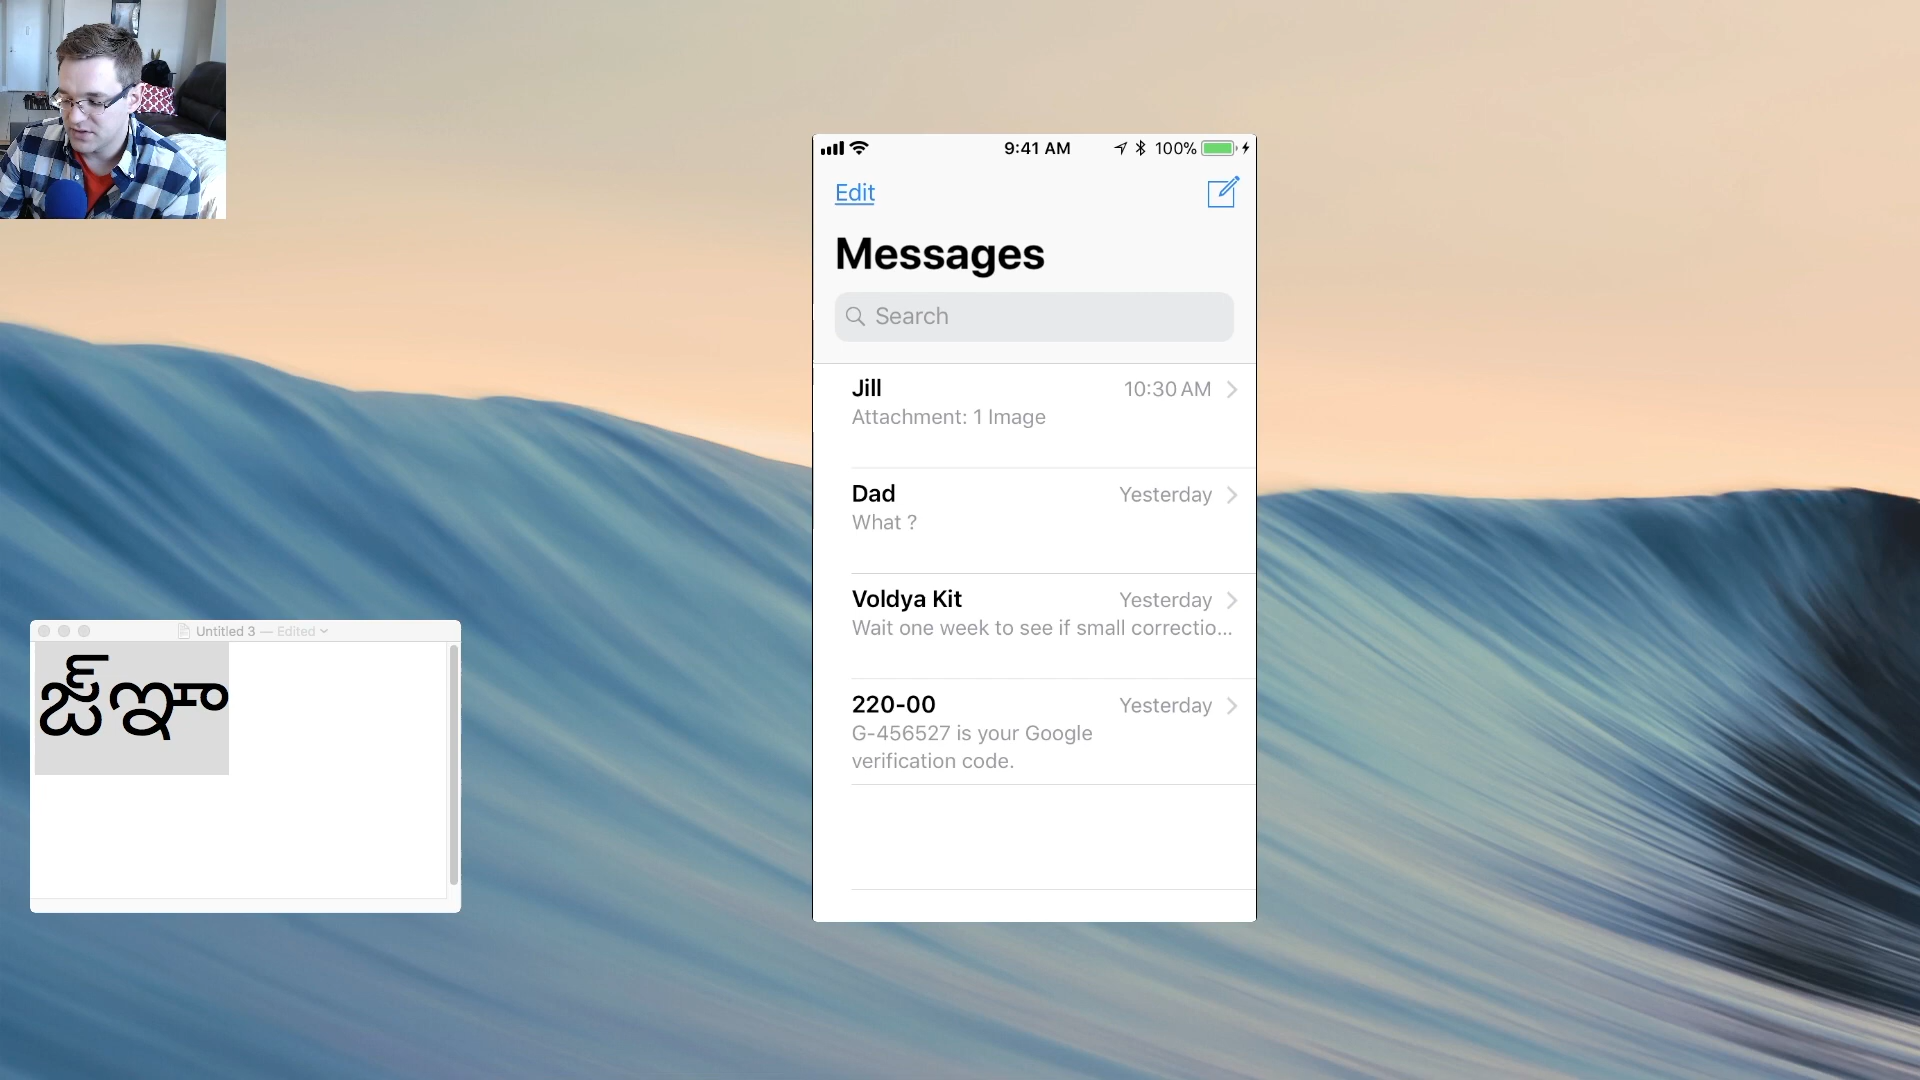 9:41 AM
100%
Edit
Messages
Search
Jill
10:30 AM
Attachment: 1 Image
Dad
Yesterday
What ?
Voldya Kit
Yesterday
Wait one week to see if small correctio...
220-00
Yesterday
G-456527 is your Google
verification code.
Untitled 3 — Edited
జ్ఞా